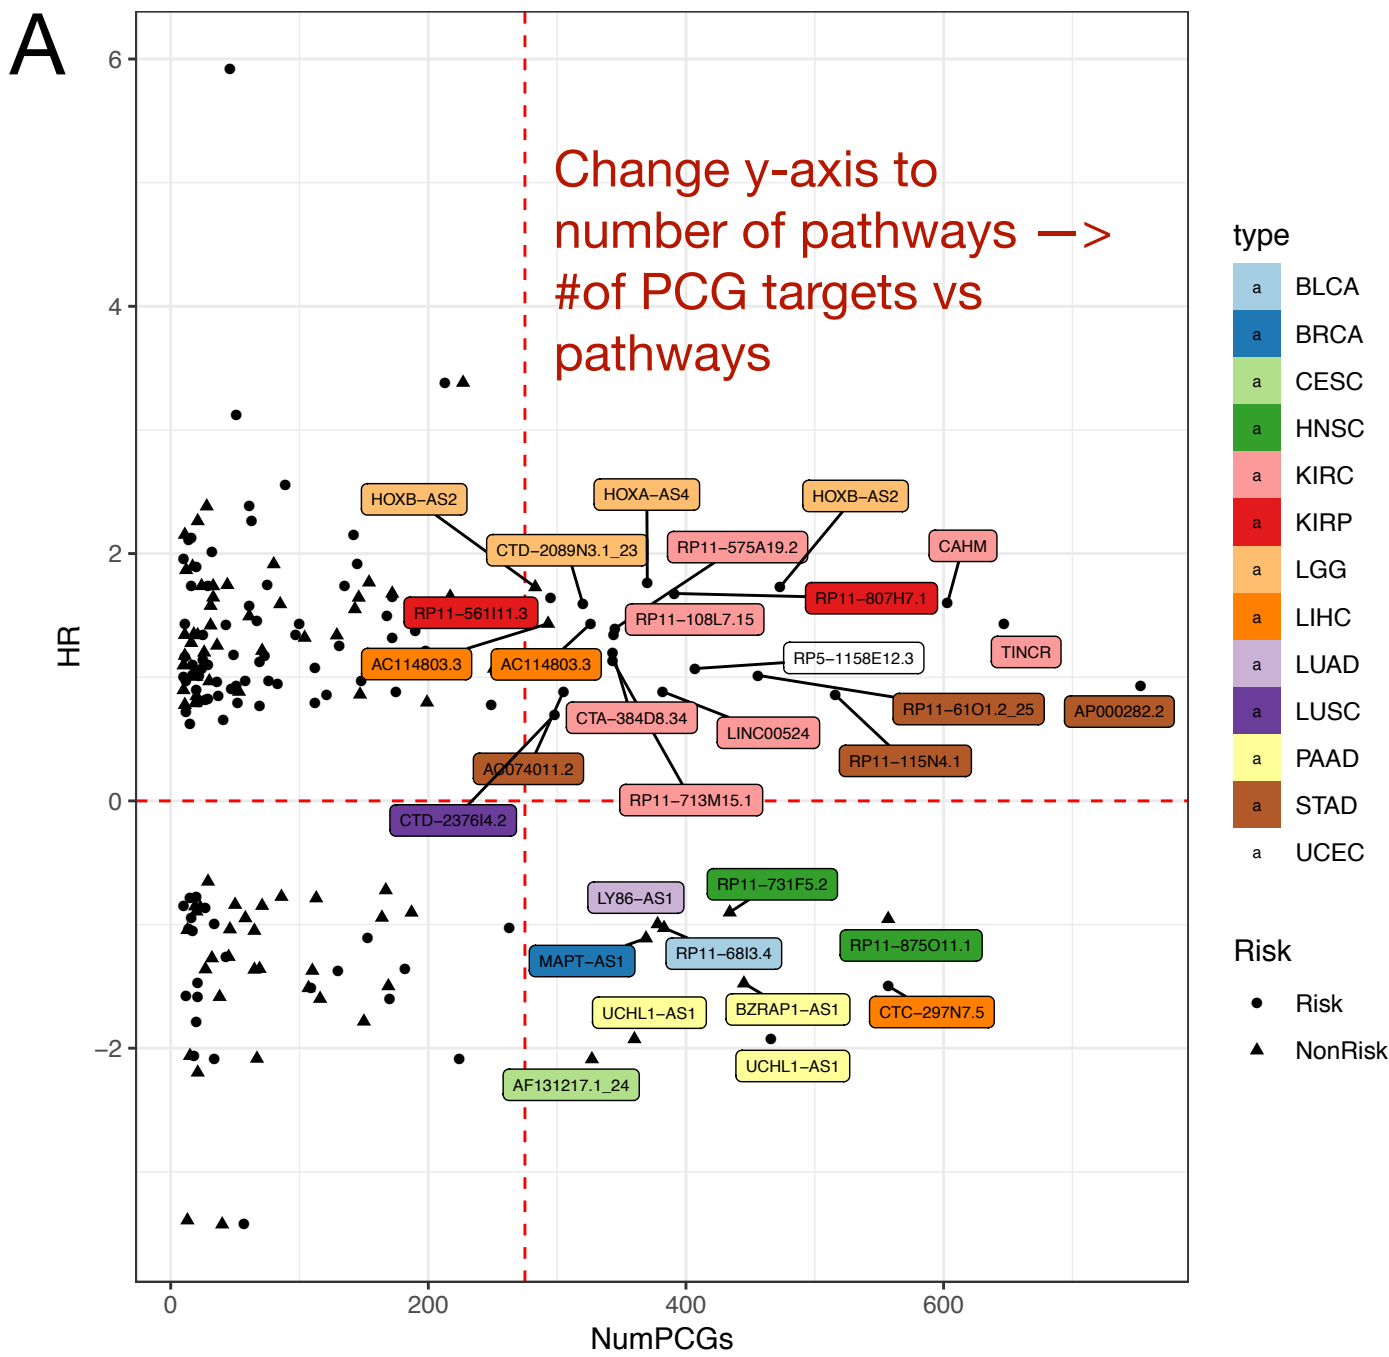 A
6
4
2
0
−2
HR
Change y-axis to
number of pathways —>
#of PCG targets vs
pathways
HOXB−AS2
HOXA−AS4
HOXB−AS2
CTD−2089N3.1_23
RP11−575A19.2
CAHM
RP11−561I11.3
RP11−108L7.15
RP11−807H7.1
AC114803.3
AC114803.3
RP5−1158E12.3
TINCR
CTA−384D8.34
LINC00524
RP11−61O1.2_25
AP000282.2
AC074011.2
RP11−115N4.1
CTD−2376I4.2
RP11−713M15.1
LY86−AS1
RP11−731F5.2
MAPT−AS1
RP11−68I3.4
RP11−875O11.1
UCHL1−AS1
BZRAP1−AS1
CTC−297N7.5
UCHL1−AS1
AF131217.1_24
0
200
400
600
NumPCGs
type
a BLCA
a BRCA
a CESC
a HNSC
a KIRC
a KIRP
a LGG
a LIHC
a LUAD
a LUSC
a PAAD
a STAD
a UCEC
Risk
Risk
NonRisk